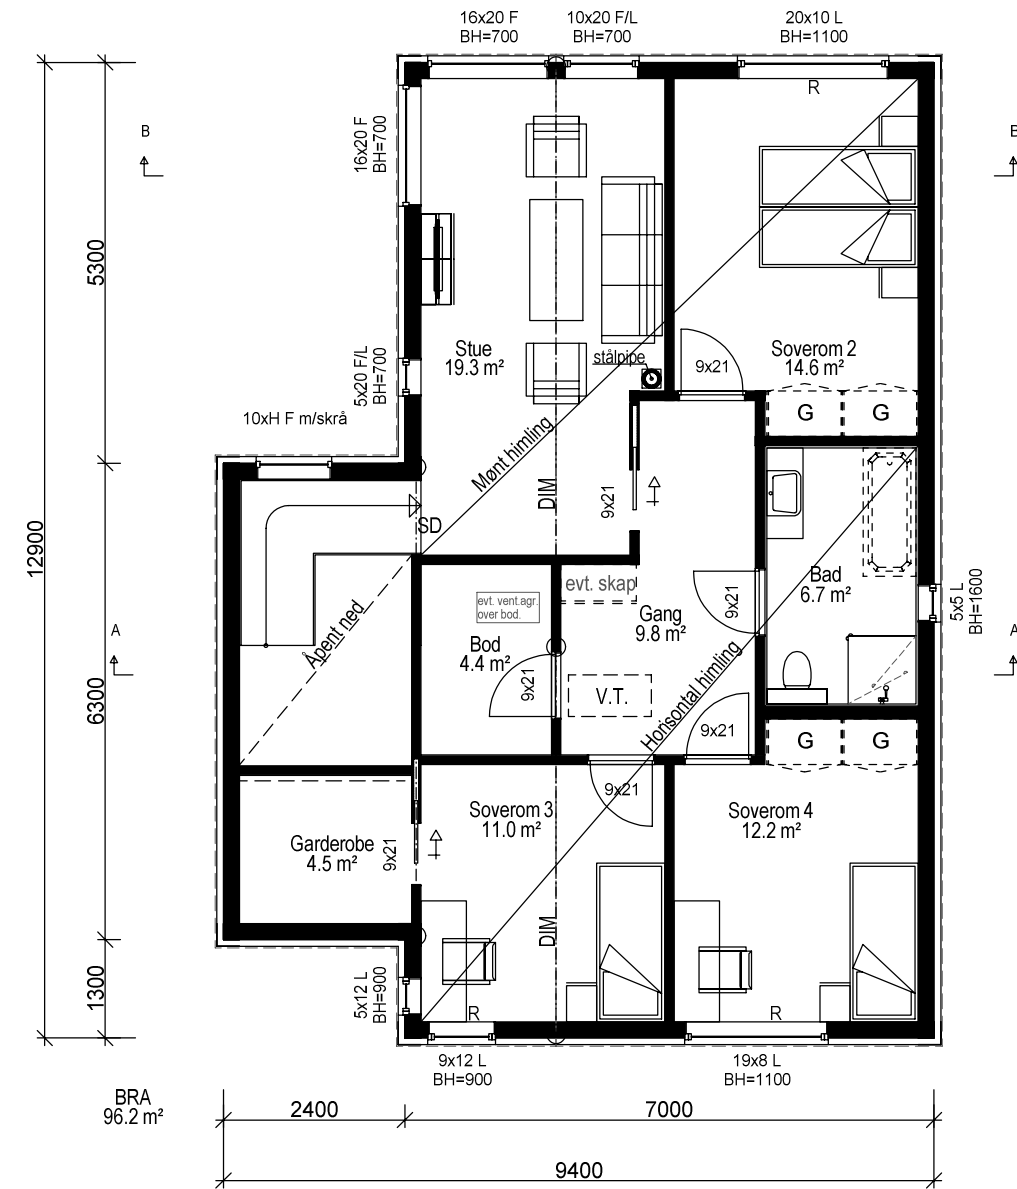 16x20 F
BH=700
10x20 F/L
BH=700
20x10 L
BH=1100
R
B
B
16x20 F
BH=700
5300
Stue
19.3 m²
stålpipe
9x21
Soverom 2
14.6 m²
5x20 F/L
BH=700
G
G
10xH F m/skrå
Mønt himling
DIM
9x21
SD
12900
evt. skap
Bad
6.7 m²
9x21
5x5 L
BH=1600
evt. vent.agr.
over bod.
Gang
9.8 m²
Åpent ned
A
A
Bod
4.4 m²
9x21
V.T.
Horisontal himling
6300
9x21
G
G
9x21
Soverom 3
11.0 m²
Soverom 4
12.2 m²
Garderobe
4.5 m²
9x21
DIM
1300
5x12 L
BH=900
R
R
9x12 L
BH=900
19x8 L
BH=1100
BRA
96.2 m²
2400
7000
9400